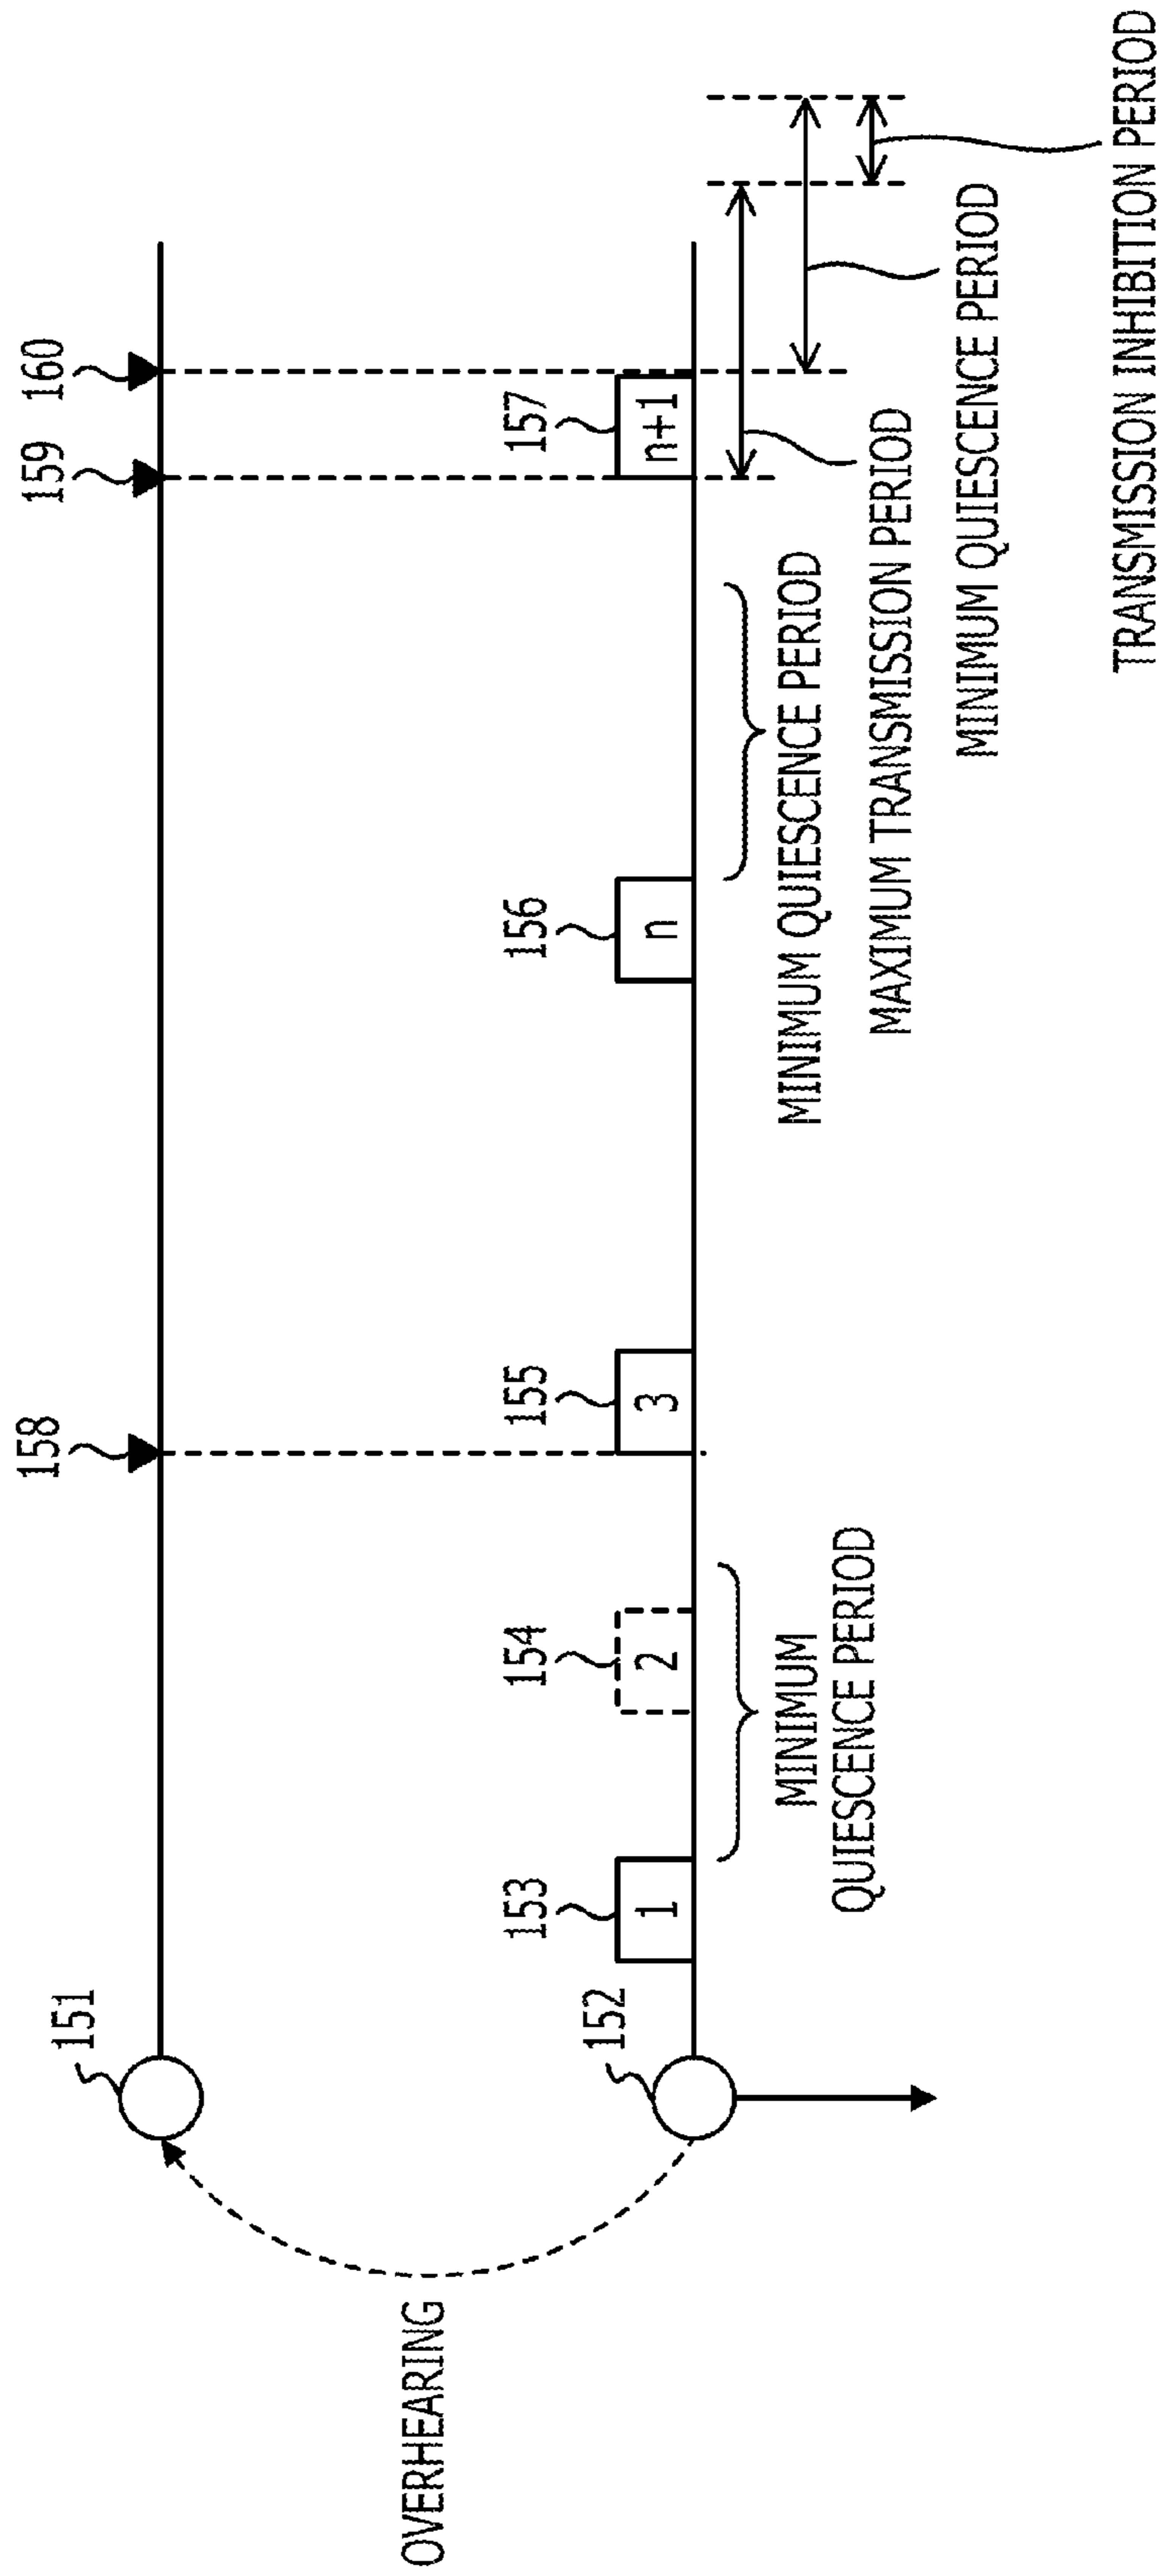 151
158
159
160
OVERHEARING
152
153
1
154
2
155
3
156
n
157
n+1
MINIMUM
QUIESCENCE PERIOD
MINIMUM QUIESCENCE PERIOD
MAXIMUM TRANSMISSION PERIOD
MINIMUM QUIESCENCE PERIOD
TRANSMISSION INHIBITION PERIOD